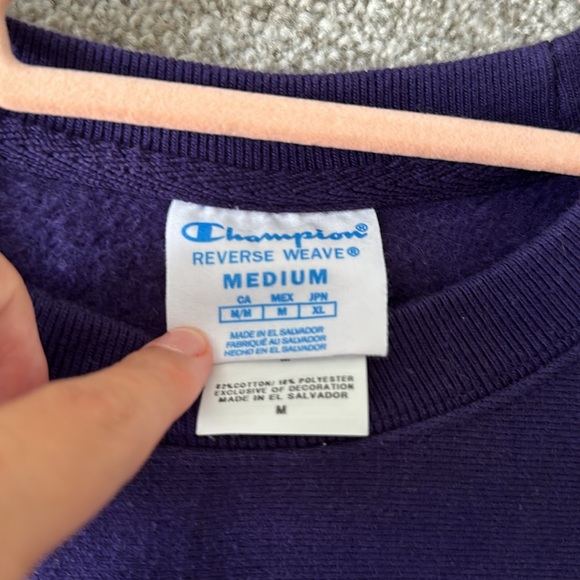 Champion®
REVERSE WEAVE®
MEDIUM
CA MEX JPN
M/M M XL
MADE IN EL SALVADOR
FABRIQUÉ AU SALVADOR
HECHO EN EL SALVADOR
82% COTTON/ 18% POLYESTER
EXCLUSIVE OF DECORATION
MADE IN EL SALVADOR
M